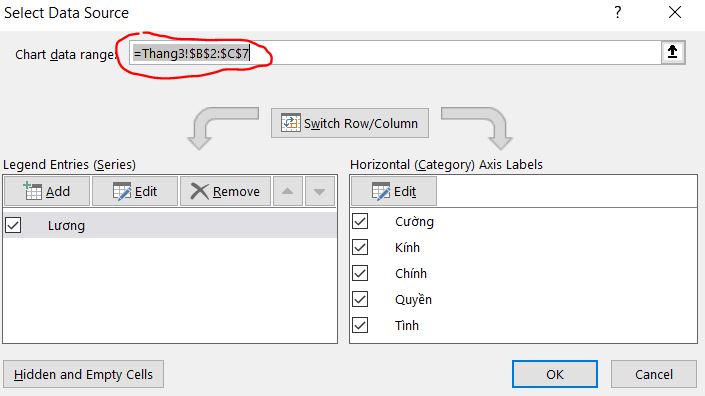 Select Data Source
?
Chart data range:
=Thang3!$B$2:$C$7
Switch Row/Column
Legend Entries (Series)
Add
Edit
Remove
Lương
Horizontal (Category) Axis Labels
Edit
Cường
Kính
Chính
Quyền
Tình
Hidden and Empty Cells
OK
Cancel